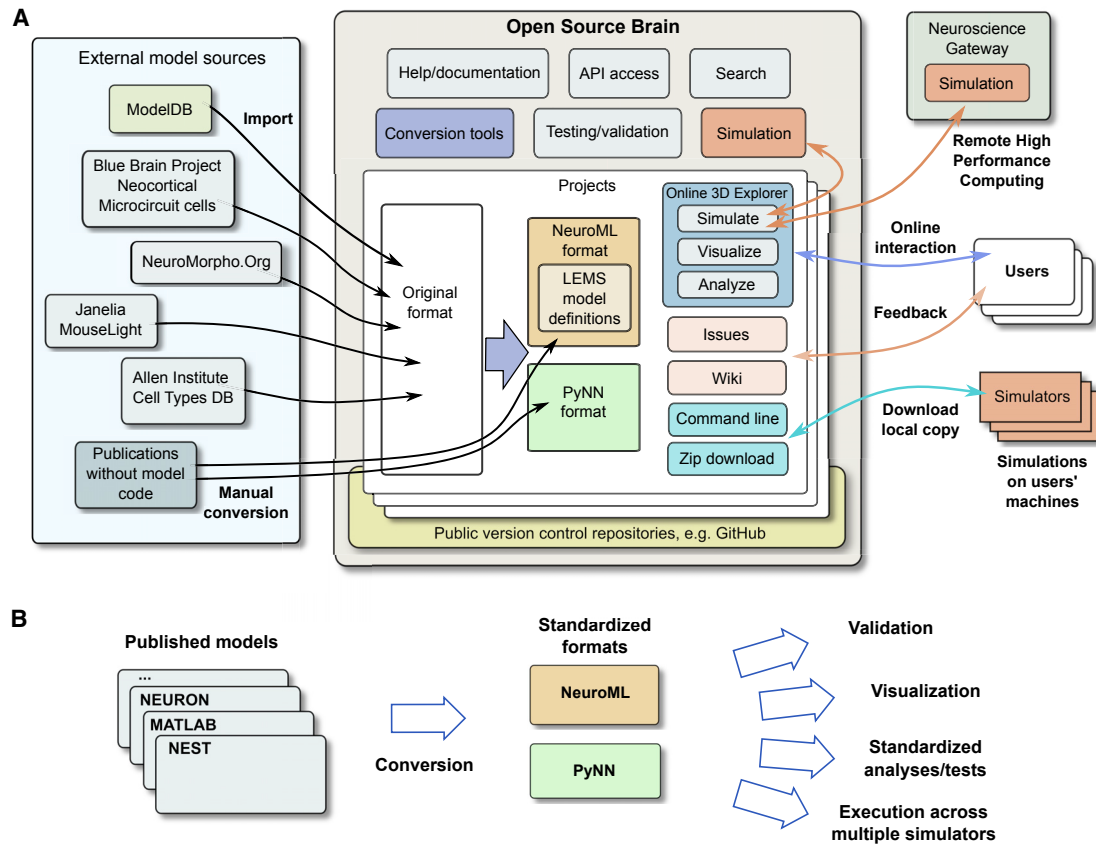 A
Open Source Brain
External model sources
ModelDB
Import
Blue Brain Project
Neocortical
Microcircuit cells
NeuroMorpho.Org
Janelia
MouseLight
Allen Institute
Cell Types DB
Publications
without model
code
Manual
conversion
Help/documentation
API access
Search
Conversion tools
Testing/validation
Simulation
Projects
Original
format
NeuroML
format
LEMS
model
definitions
PyNN
format
Online 3D Explorer
Simulate
Visualize
Analyze
Issues
Wiki
Command line
Zip download
Public version control repositories, e.g. GitHub
Neuroscience
Gateway
Simulation
Remote High
Performance
Computing
Online
interaction
Users
Feedback
Download
local copy
Simulators
Simulations
on users'
machines
B
Published models
...
NEURON
MATLAB
NEST
Conversion
Standardized
formats
NeuroML
PyNN
Validation
Visualization
Standardized
analyses/tests
Execution across
multiple simulators